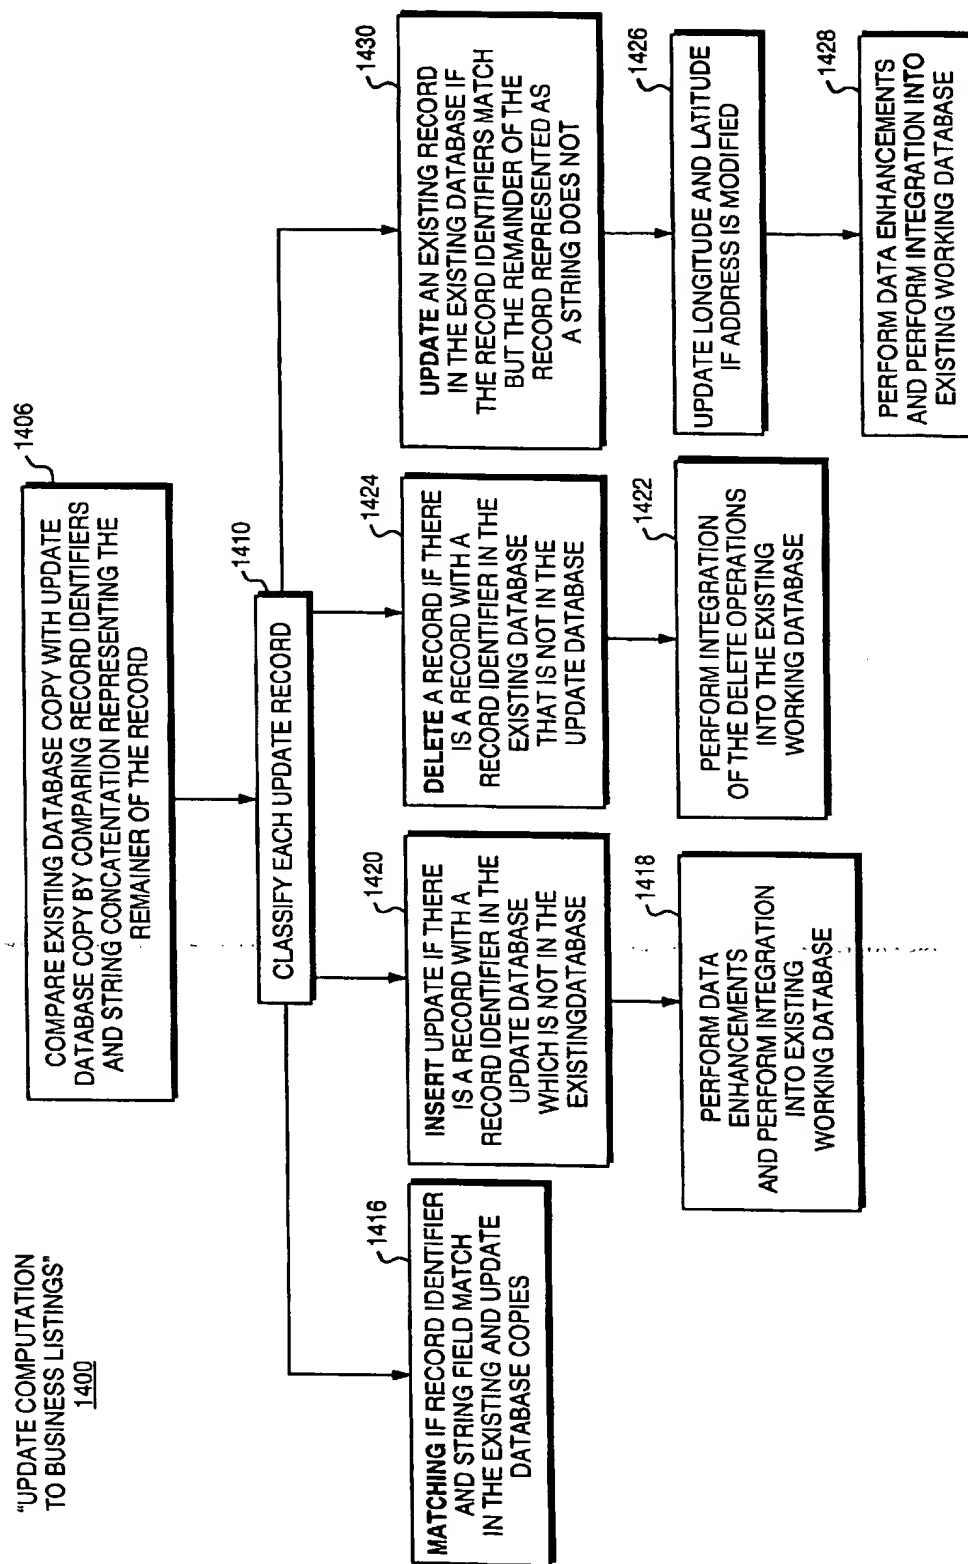 "UPDATE COMPUTATION
TO BUSINESS LISTINGS"
1400
1406
COMPARE EXISTING DATABASE COPY WITH UPDATE
DATABASE COPY BY COMPARING RECORD IDENTIFIERS
AND STRING CONCATENTATION REPRESENTING THE
REMAINER OF THE RECORD
1410
CLASSIFY EACH UPDATE RECORD
1416
MATCHING IF RECORD IDENTIFIER
AND STRING FIELD MATCH
IN THE EXISTING AND UPDATE
DATABASE COPIES
1420
INSERT UPDATE IF THERE
IS A RECORD WITH A
RECORD IDENTIFIER IN THE
UPDATE DATABASE
WHICH IS NOT IN THE
EXISTINGDATABASE
1418
PERFORM DATA
ENHANCEMENTS
AND PERFORM INTEGRATION
INTO EXISTING
WORKING DATABASE
1424
DELETE A RECORD IF THERE
IS A RECORD WITH A
RECORD IDENTIFIER IN THE
EXISTING DATABASE
THAT IS NOT IN THE
UPDATE DATABASE
1422
PERFORM INTEGRATION
OF THE DELETE OPERATIONS
INTO THE EXISTING
WORKING DATABASE
1430
UPDATE AN EXISTING RECORD
IN THE EXISTING DATABASE IF
THE RECORD IDENTIFIERS MATCH
BUT THE REMAINDER OF THE
RECORD REPRESENTED AS
A STRING DOES NOT
1426
UPDATE LONGITUDE AND LATITUDE
IF ADDRESS IS MODIFIED
1428
PERFORM DATA ENHANCEMENTS
AND PERFORM INTEGRATION INTO
EXISTING WORKING DATABASE